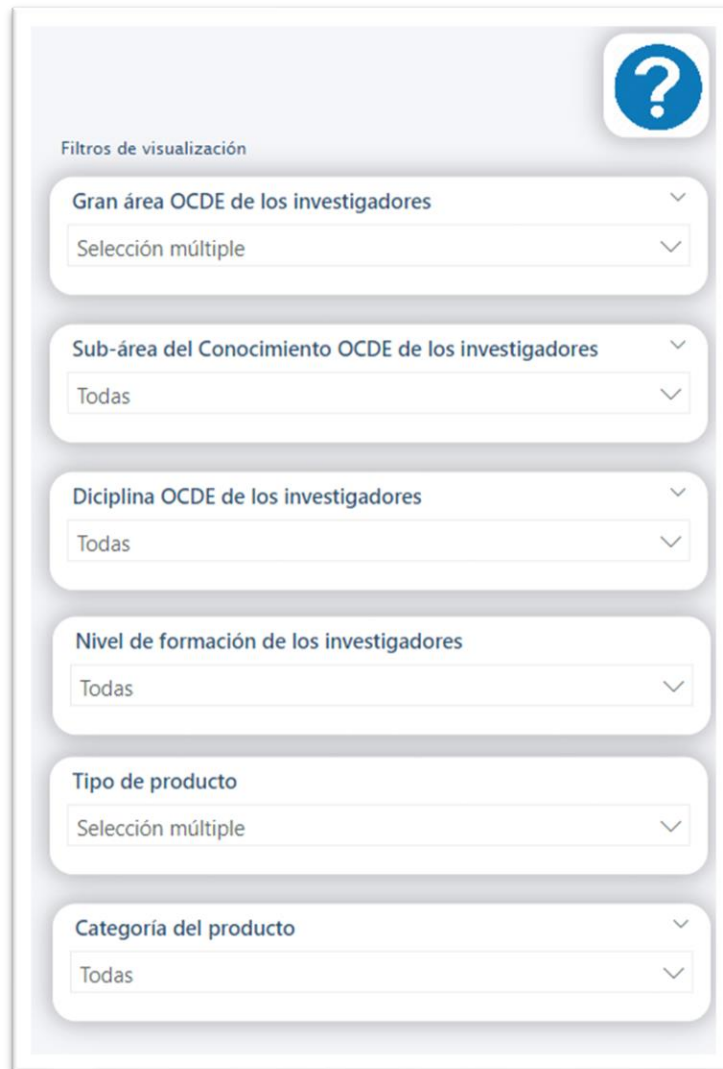 ?
Filtros de visualización
Gran área OCDE de los investigadores
Selección múltiple
Sub-área del Conocimiento OCDE de los investigadores
Todas
Diciplina OCDE de los investigadores
Todas
Nivel de formación de los investigadores
Todas
Tipo de producto
Selección múltiple
Categoría del producto
Todas